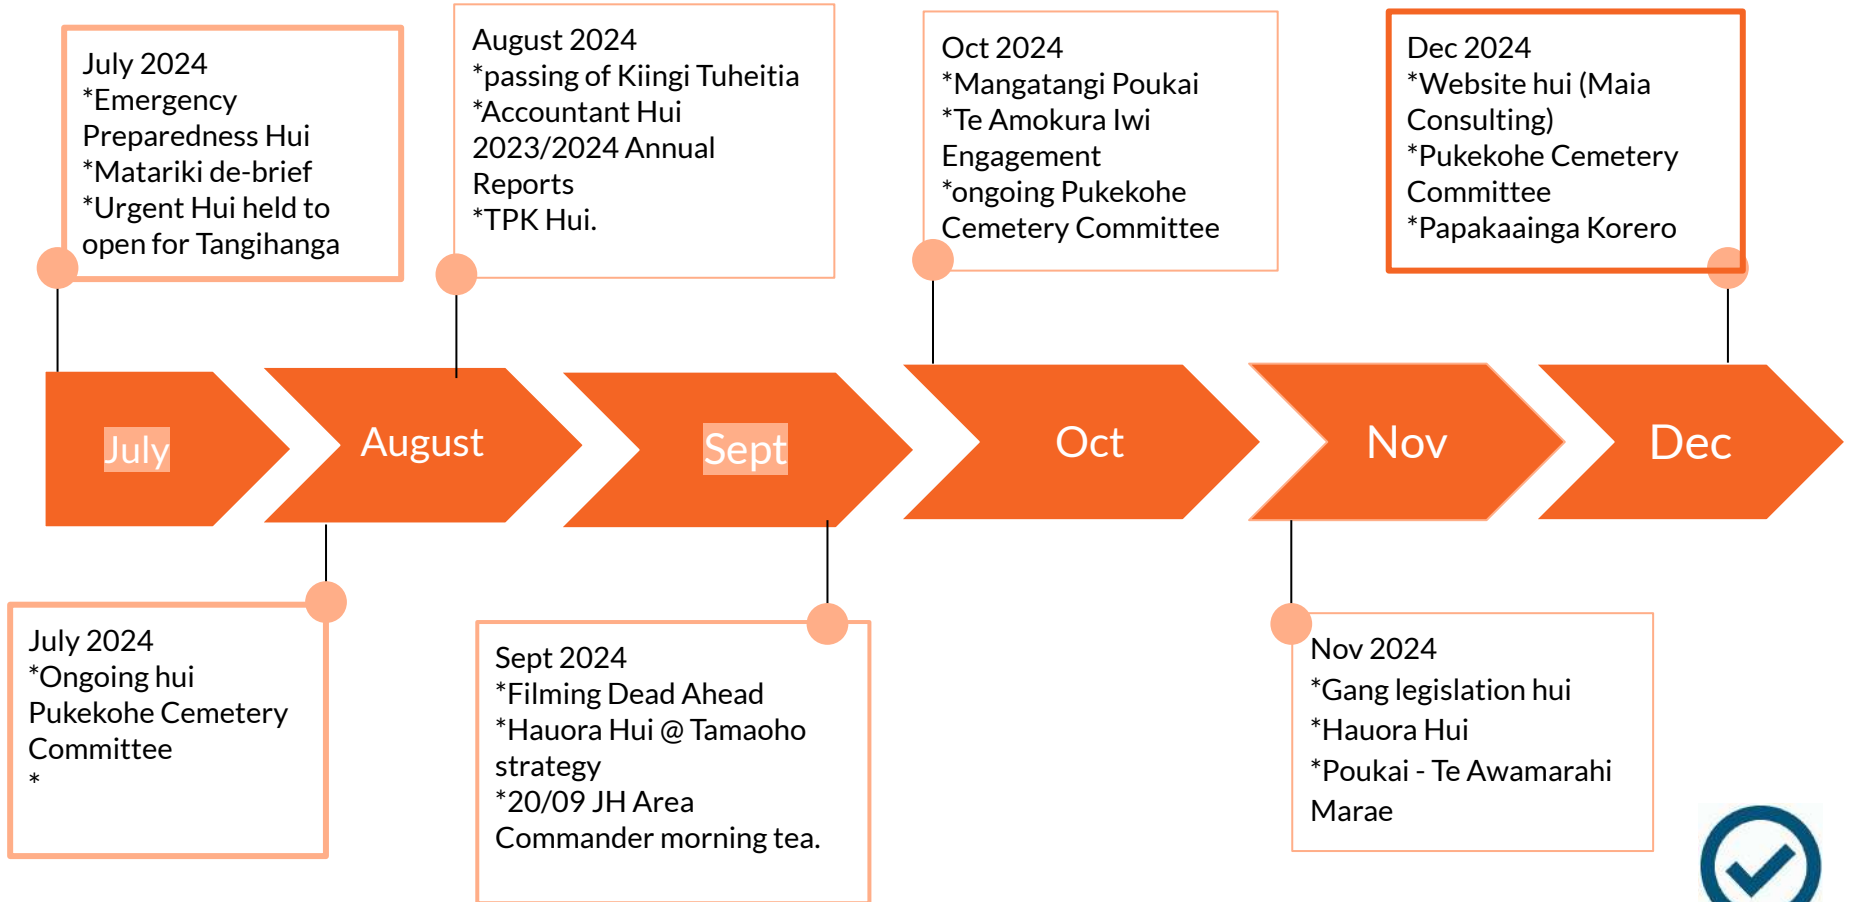 July 2024
*Emergency
Preparedness Hui
*Matariki de-brief
*Urgent Hui held to
open for Tangihanga
August 2024
*passing of Kiingi Tuheitia
*Accountant Hui
2023/2024 Annual
Reports
*TPK Hui.
Oct 2024
*Mangatangi Poukai
*Te Amokura Iwi
Engagement
*ongoing Pukekohe
Cemetery Committee
Dec 2024
*Website hui (Maia
Consulting)
*Pukekohe Cemetery
Committee
*Papakaainga Korero
July
August
Sept
Oct
Nov
Dec
July 2024
*Ongoing hui
Pukekohe Cemetery
Committee
*
Sept 2024
*Filming Dead Ahead
*Hauora Hui @ Tamaoho
strategy
*20/09 JH Area
Commander morning tea.
Nov 2024
*Gang legislation hui
*Hauora Hui
*Poukai - Te Awamarahi
Marae